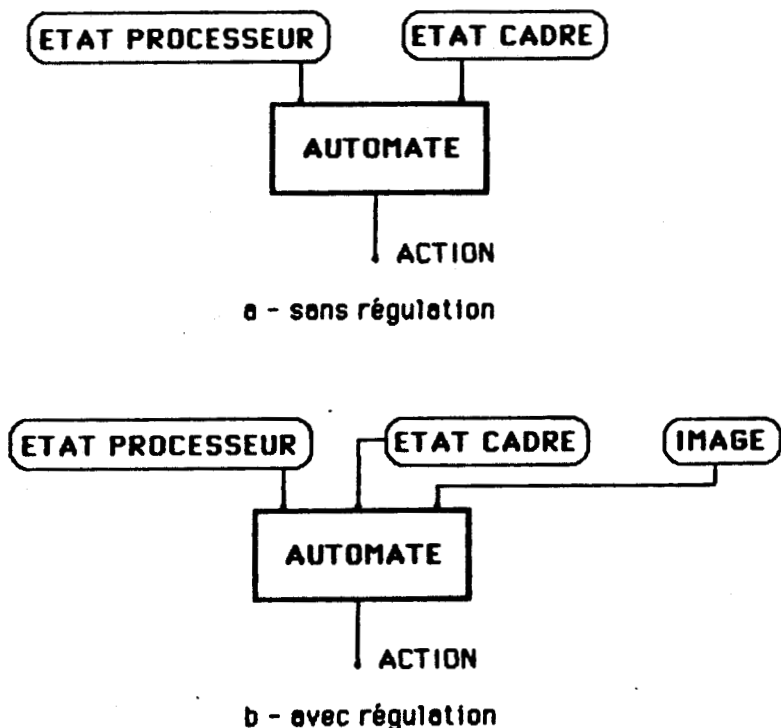 ETAT PROCESSEUR
ETAT CADRE
AUTOMATE
ACTION
a - sans régulation
ETAT PROCESSEUR
ETAT CADRE
IMAGE
AUTOMATE
ACTION
b - avec régulation